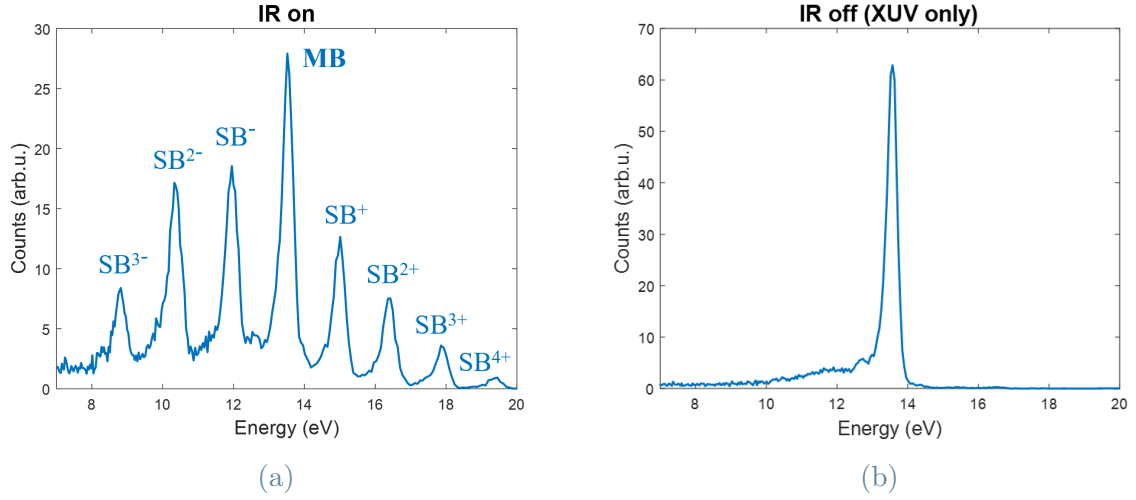 IR on
30
25
20
15
10
5
0
Counts (arb.u.)
MB
SB⁻
SB²⁻
SB⁺
SB³⁻
SB²⁺
SB³⁺
SB⁴⁺
8 10 12 14 16 18 20
Energy (eV)
(a)
IR off (XUV only)
70
60
50
40
30
20
10
0
Counts (arb.u.)
8 10 12 14 16 18 20
Energy (eV)
(b)